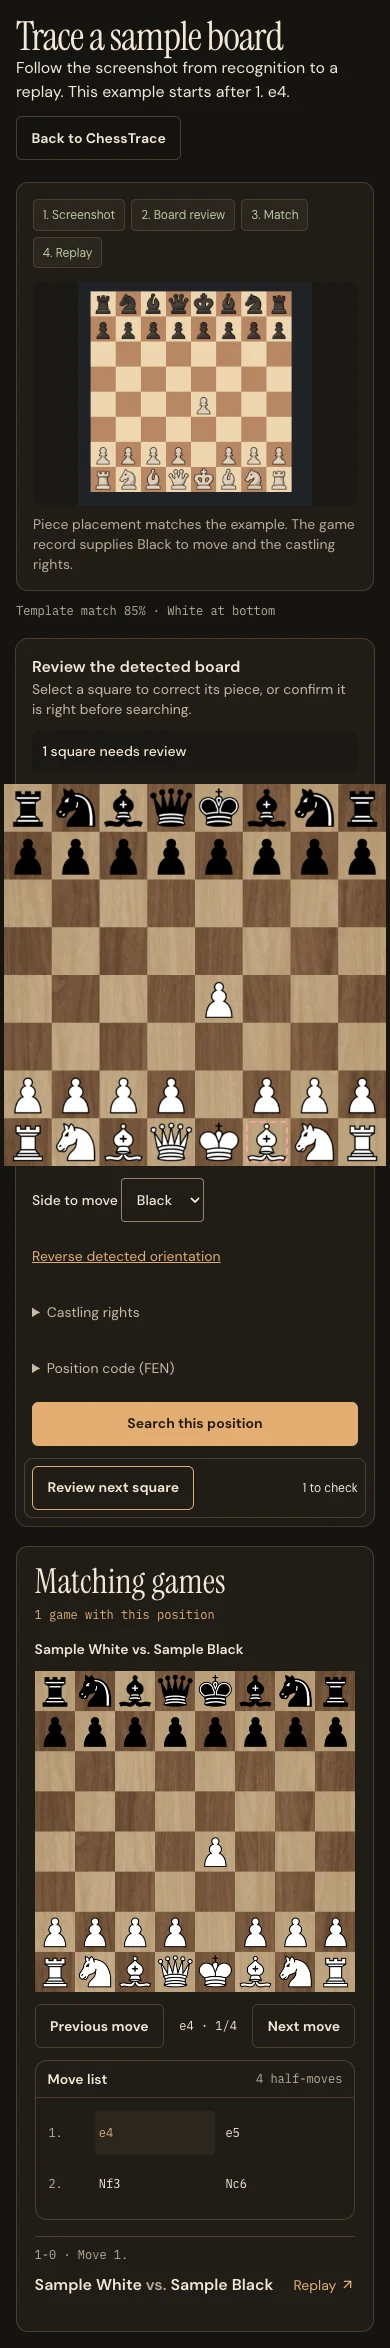 Trace a sample board
Follow the screenshot from recognition to a
replay. This example starts after 1. e4.
Back to ChessTrace
1. Screenshot
2. Board review
3. Match
4. Replay
Piece placement matches the example. The game
record supplies Black to move and the castling
rights.
Template match 85% · White at bottom
Review the detected board
Select a square to correct its piece, or confirm it
is right before searching.
1 square needs review
Side to move Black
Reverse detected orientation
▶ Castling rights
▶ Position code (FEN)
Search this position
Review next square 1 to check
Matching games
1 game with this position
Sample White vs. Sample Black
Previous move e4 · 1/4 Next move
Move list 4 half-moves
1. e4 e5
2. Nf3 Nc6
1-0 · Move 1.
Sample White vs. Sample Black Replay ↗